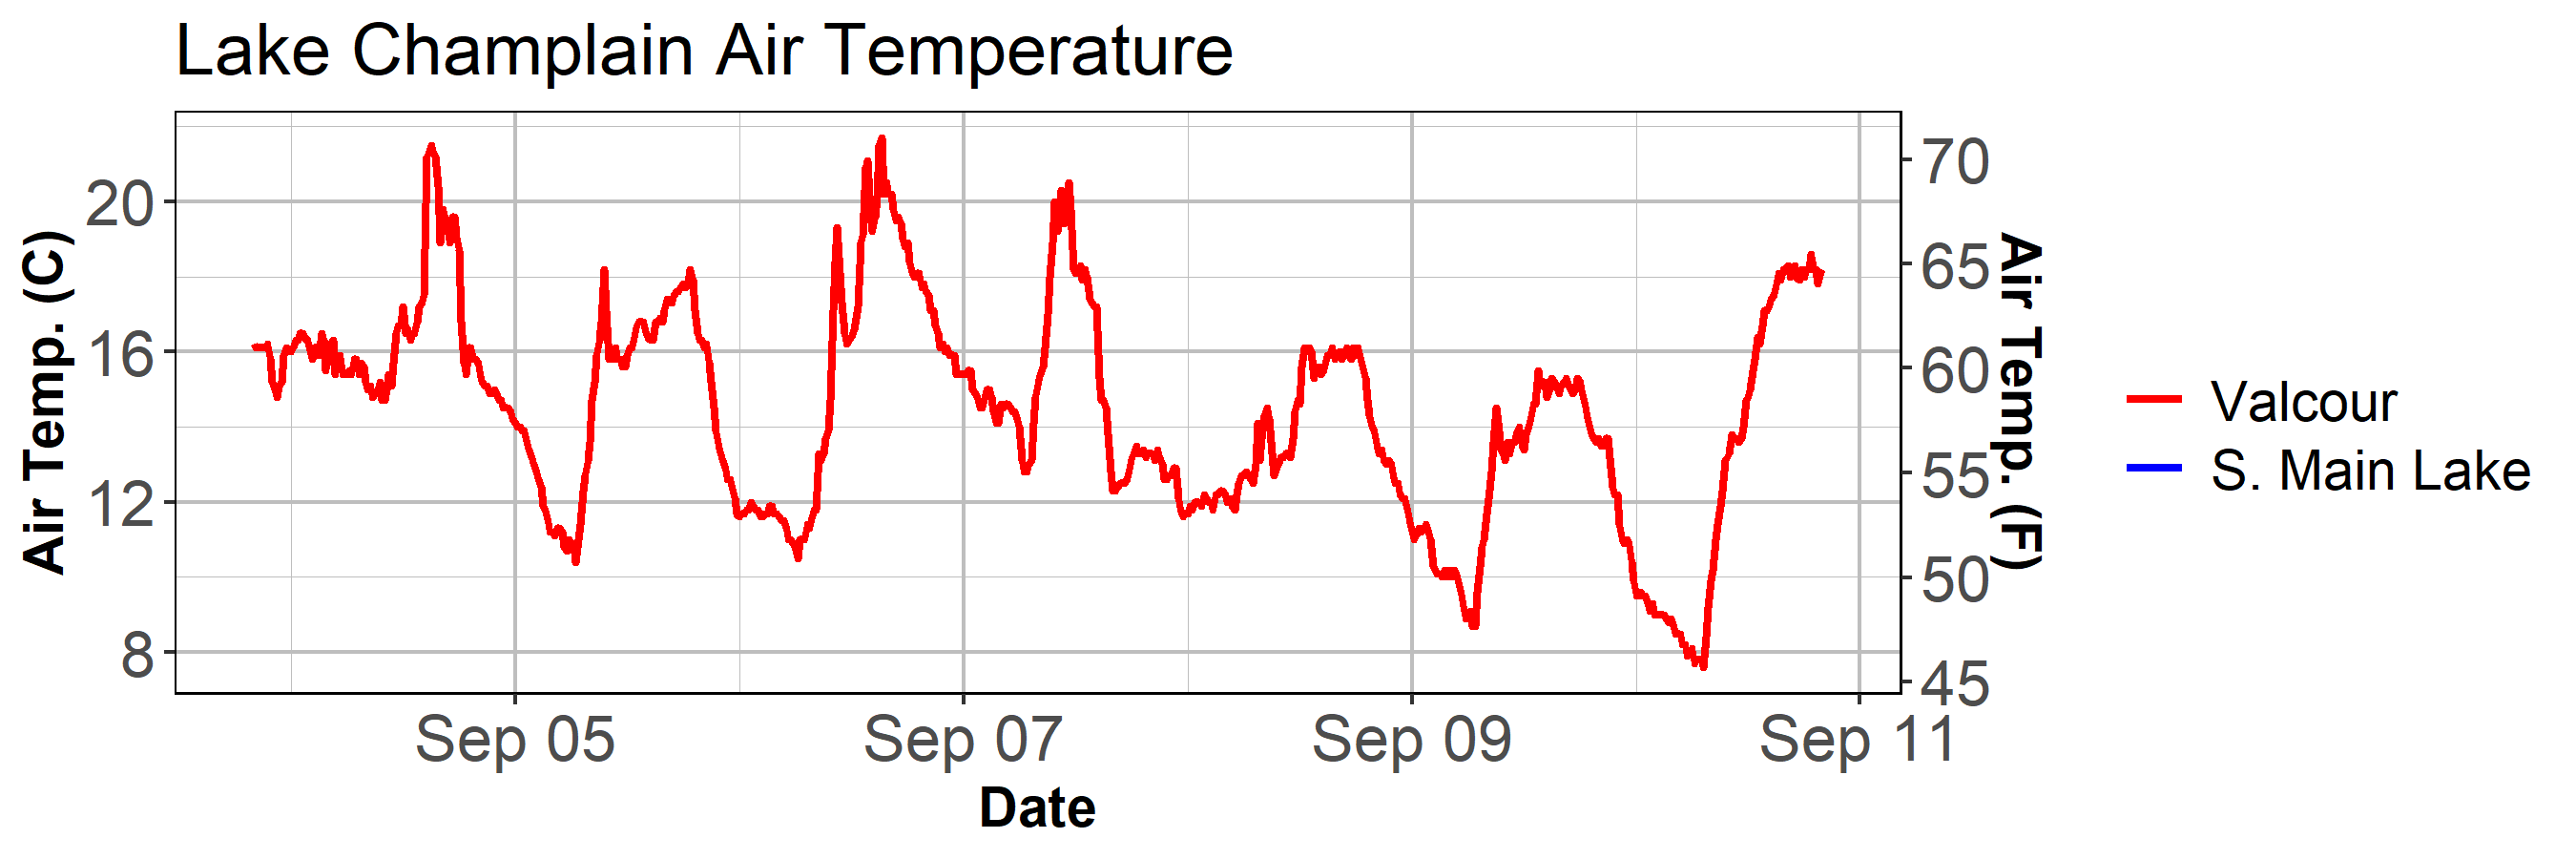 Lake Champlain Air Temperature
Air Temp. (C)
20
16
12
8
70
65
60
55
50
45
Air Temp. (F)
Sep 05
Sep 07
Sep 09
Sep 11
Date
Valcour
S. Main Lake